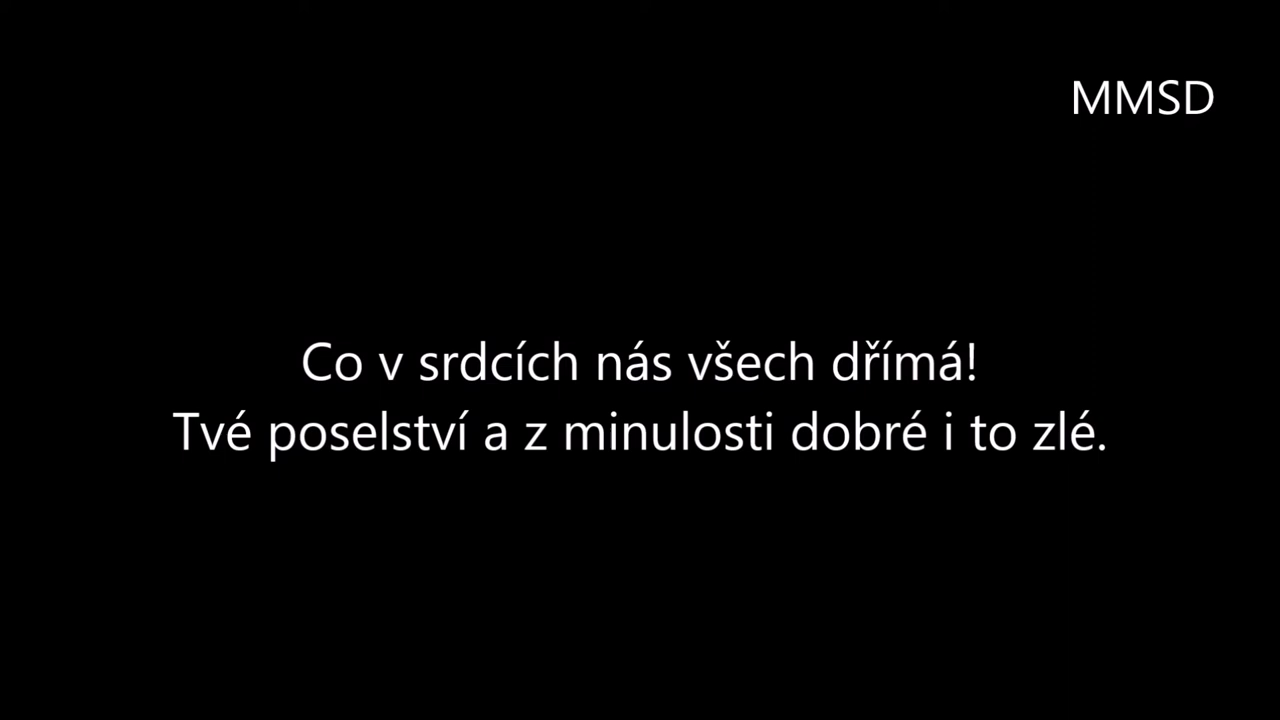 MMSD
Co v srdcích nás všech dřímá!
Tvé poselství a z minulosti dobré i to zlé.